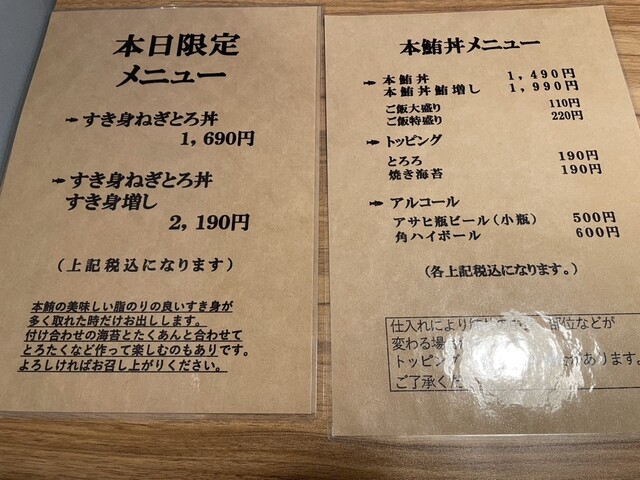 本日限定
メニュー
すき身ねぎとろ丼
1,690円
すき身ねぎとろ丼
すき身増し
2,190円
(上記税込になります)
本鮪の美味しい脂のりの良いすき身が
多く取れた時だけお出しします。
付け合わせの海苔とたくあんと合わせて
とろたくなど作って楽しむのもありです。
よろしければお召し上がりください。
本鮪丼メニュー
本鮪丼 1,490円
本鮪丼鮪増し 1,990円
ご飯大盛り 110円
ご飯特盛り 220円
トッピング
とろろ 190円
焼き海苔 190円
アルコール
アサヒ瓶ビール(小瓶) 500円
角ハイボール 600円
(各上記税込になります。)
仕入れにより 部位などが
変わる場
トッピング があります。
ご了承くだ